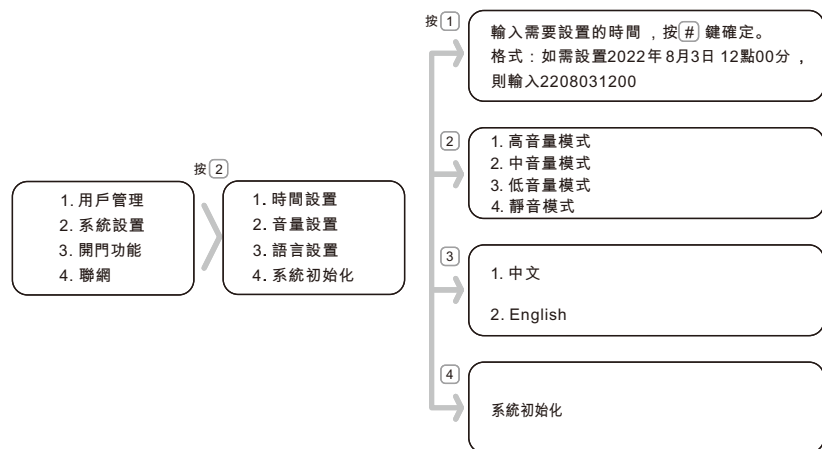 1. 用戶管理
2. 系統設置
3. 開門功能
4. 聯網
按 2
1. 時間設置
2. 音量設置
3. 語言設置
4. 系統初始化
按 1
輸入需要設置的時間 ，按 # 鍵確定。
格式：如需設置2022年 8月3日 12點00分，
則輸入2208031200
2
1. 高音量模式
2. 中音量模式
3. 低音量模式
4. 靜音模式
3
1. 中文
2. English
4
系統初始化